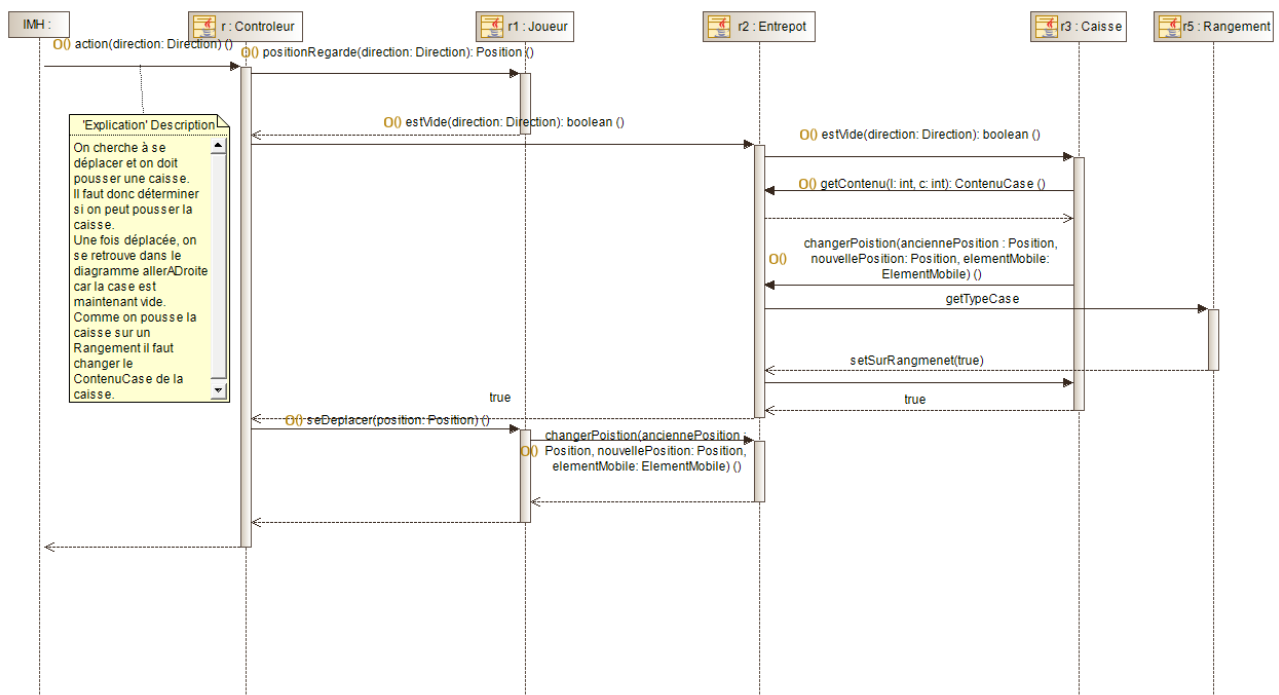 IMH :
r : Controleur
r1 : Joueur
r2 : Entrepot
r3 : Caisse
r5 : Rangement
O() action(direction: Direction) ()
O() positionRegarde(direction: Direction): Position ()
'Explication' Description
On cherche à se
déplacer et on doit
pousser une caisse.
Il faut donc déterminer
si on peut pousser la
caisse.
Une fois déplacée, on
se retrouve dans le
diagramme allerADroite
car la case est
maintenant vide.
Comme on pousse la
caisse sur un
Rangement il faut
changer le
ContenuCase de la
caisse.
O() estVide(direction: Direction): boolean ()
O() estVide(direction: Direction): boolean ()
O() getContenu(l: int, c: int): ContenuCase ()
changerPoistion(anciennePosition : Position,
O() nouvellePosition: Position, elementMobile:
ElementMobile) ()
getTypeCase
setSurRangmenet(true)
true
true
O() seDeplacer(position: Position) ()
changerPoistion(anciennePosition :
O() Position, nouvellePosition: Position,
elementMobile: ElementMobile) ()